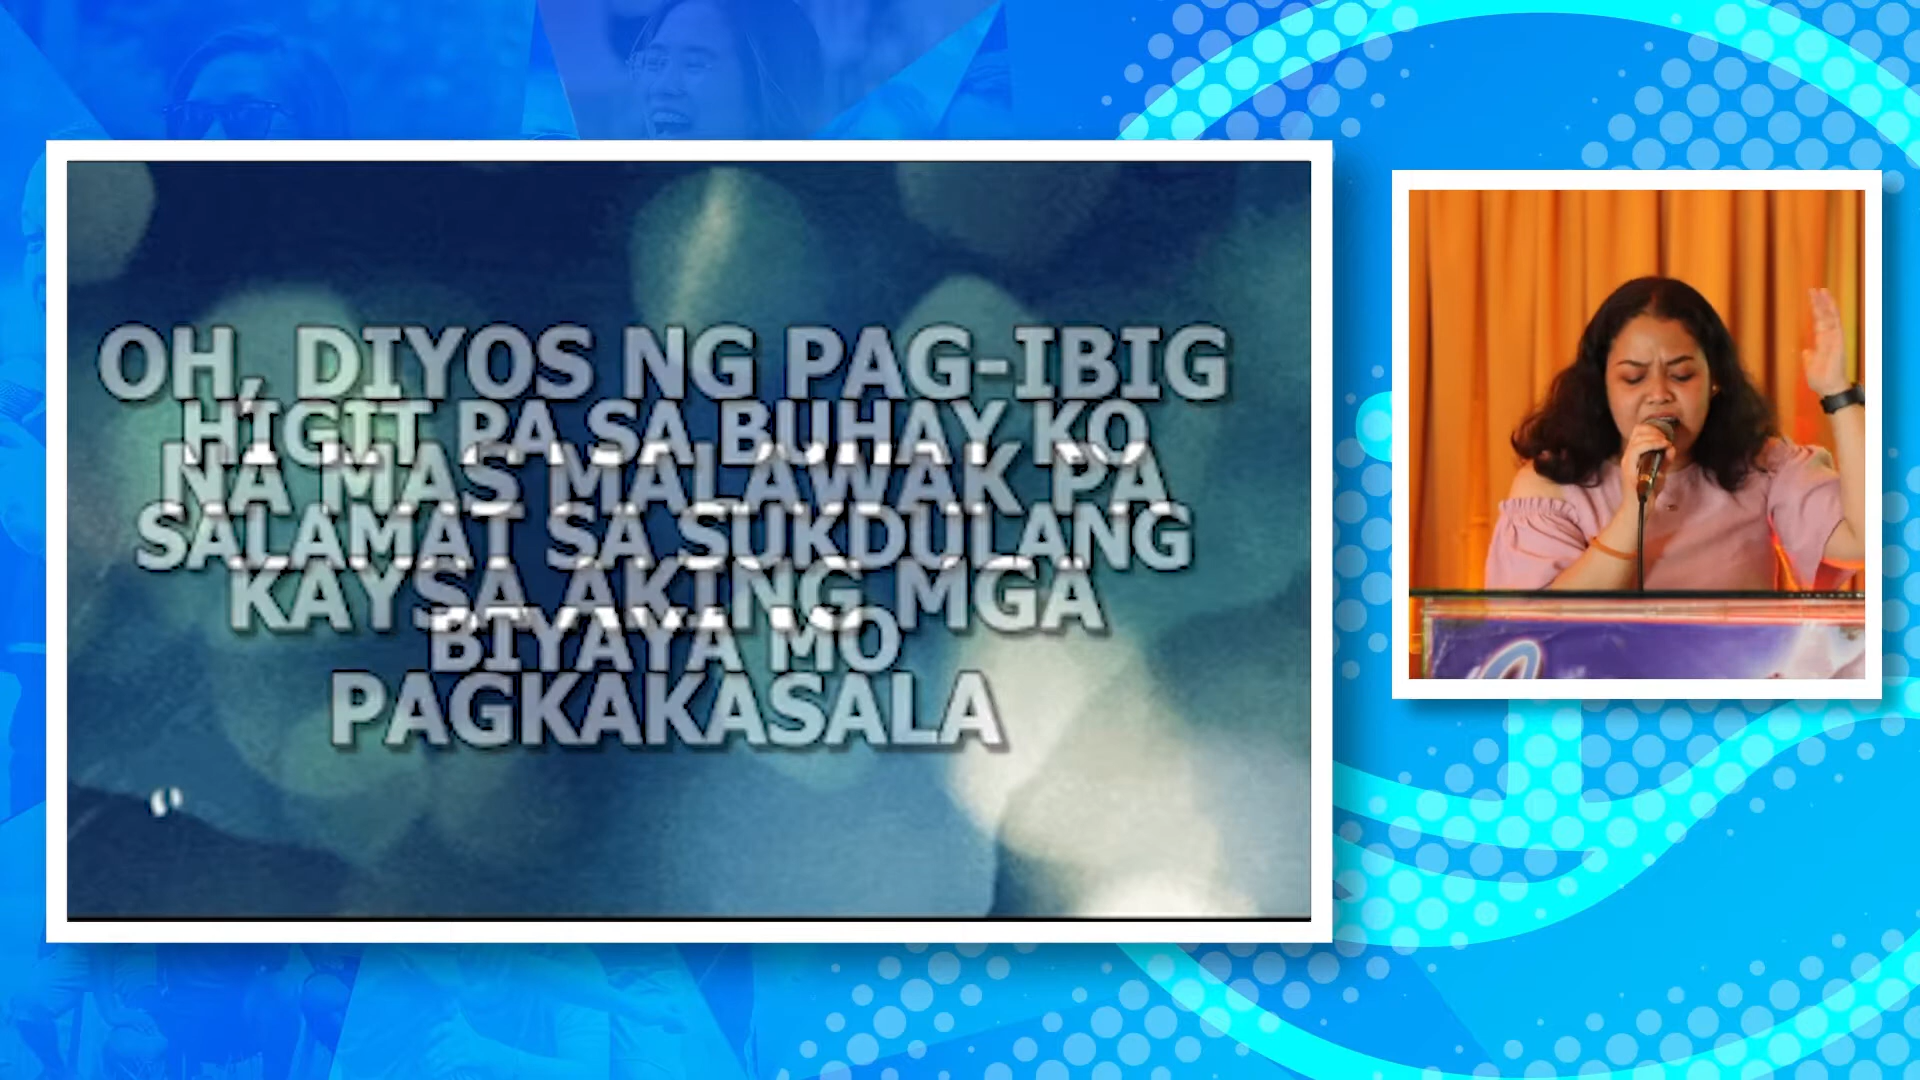 OH, DIYOS NG PAG-IBIG
HIGIT PA SA BUHAY KO
NA MAS MALAWAK PA
SALAMAT SA SUKDULANG
KAYSA AKING MGA
BIYAYA MO
PAGKAKASALA